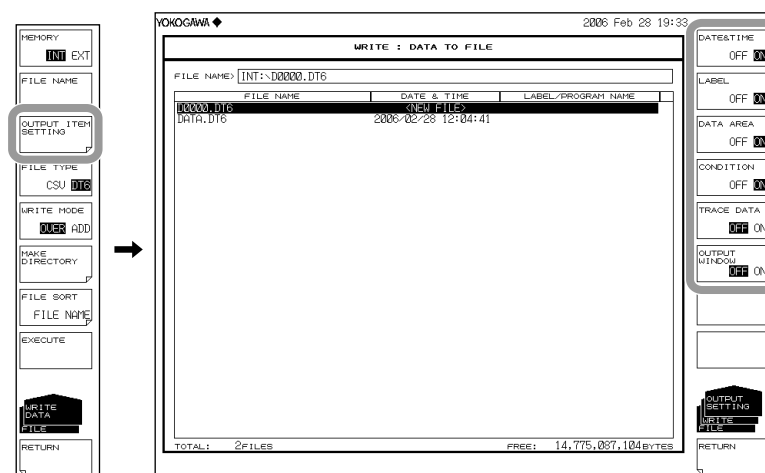 MEMORY
INT EXT
FILE NAME
OUTPUT ITEM
SETTING
FILE TYPE
CSV DT6
WRITE MODE
OVER ADD
MAKE
DIRECTORY
FILE SORT
FILE NAME
EXECUTE
WRITE
DATA
FILE
RETURN
YOKOGAWA 2006 Feb 28 19:33
WRITE : DATA TO FILE
FILE NAME> INT:\D0000.DT6
FILE NAME DATE & TIME LABEL/PROGRAM NAME
D0000.DT6 <NEW FILE>
DATA.DT6 2006/02/28 12:04:41
TOTAL: 2FILES FREE: 14,775,087,104BYTES
DATE&TIME
OFF ON
LABEL
OFF ON
DATA AREA
OFF ON
CONDITION
OFF ON
TRACE DATA
OFF ON
OUTPUT
WINDOW
OFF ON
OUTPUT
SETTING
WRITE
FILE
RETURN